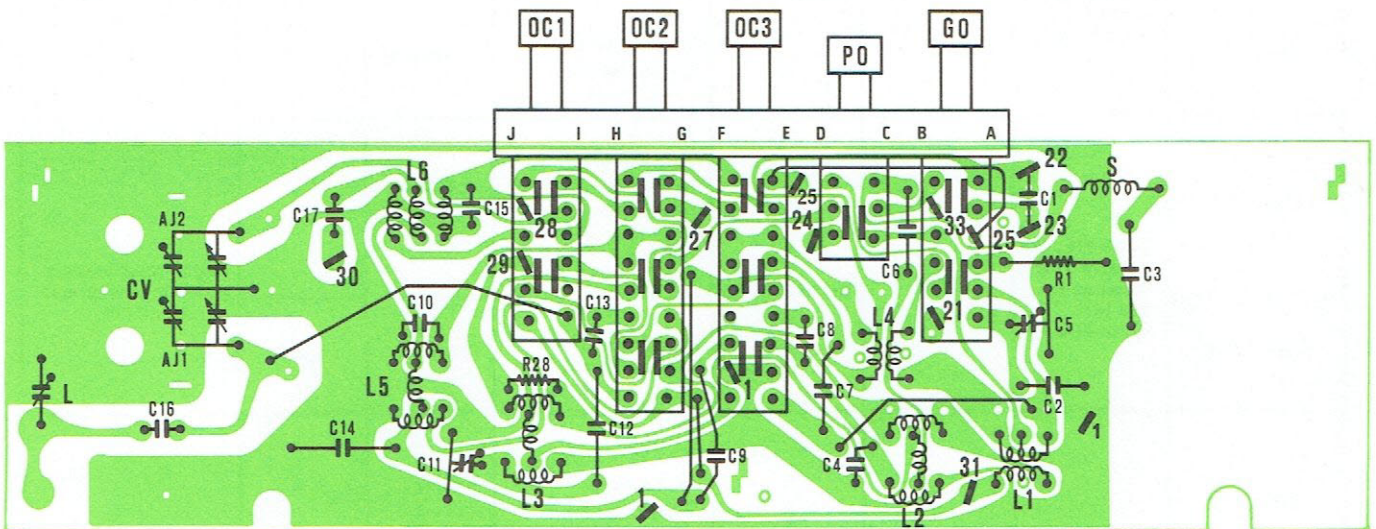 OC1 OC2 OC3 PO GO
J I H G F E D C B A
L6 22 S
C17 C15 25 C1
AJ2 28 27 24 33 25 23
30 29 C6 R1 C3
CV C10 C13 21 C5
AJ1 C8 L4
L L5 R28 1 C7 C2
C16 C14 C12 1
C11 C9 C4 31
L3 1 L2 L1